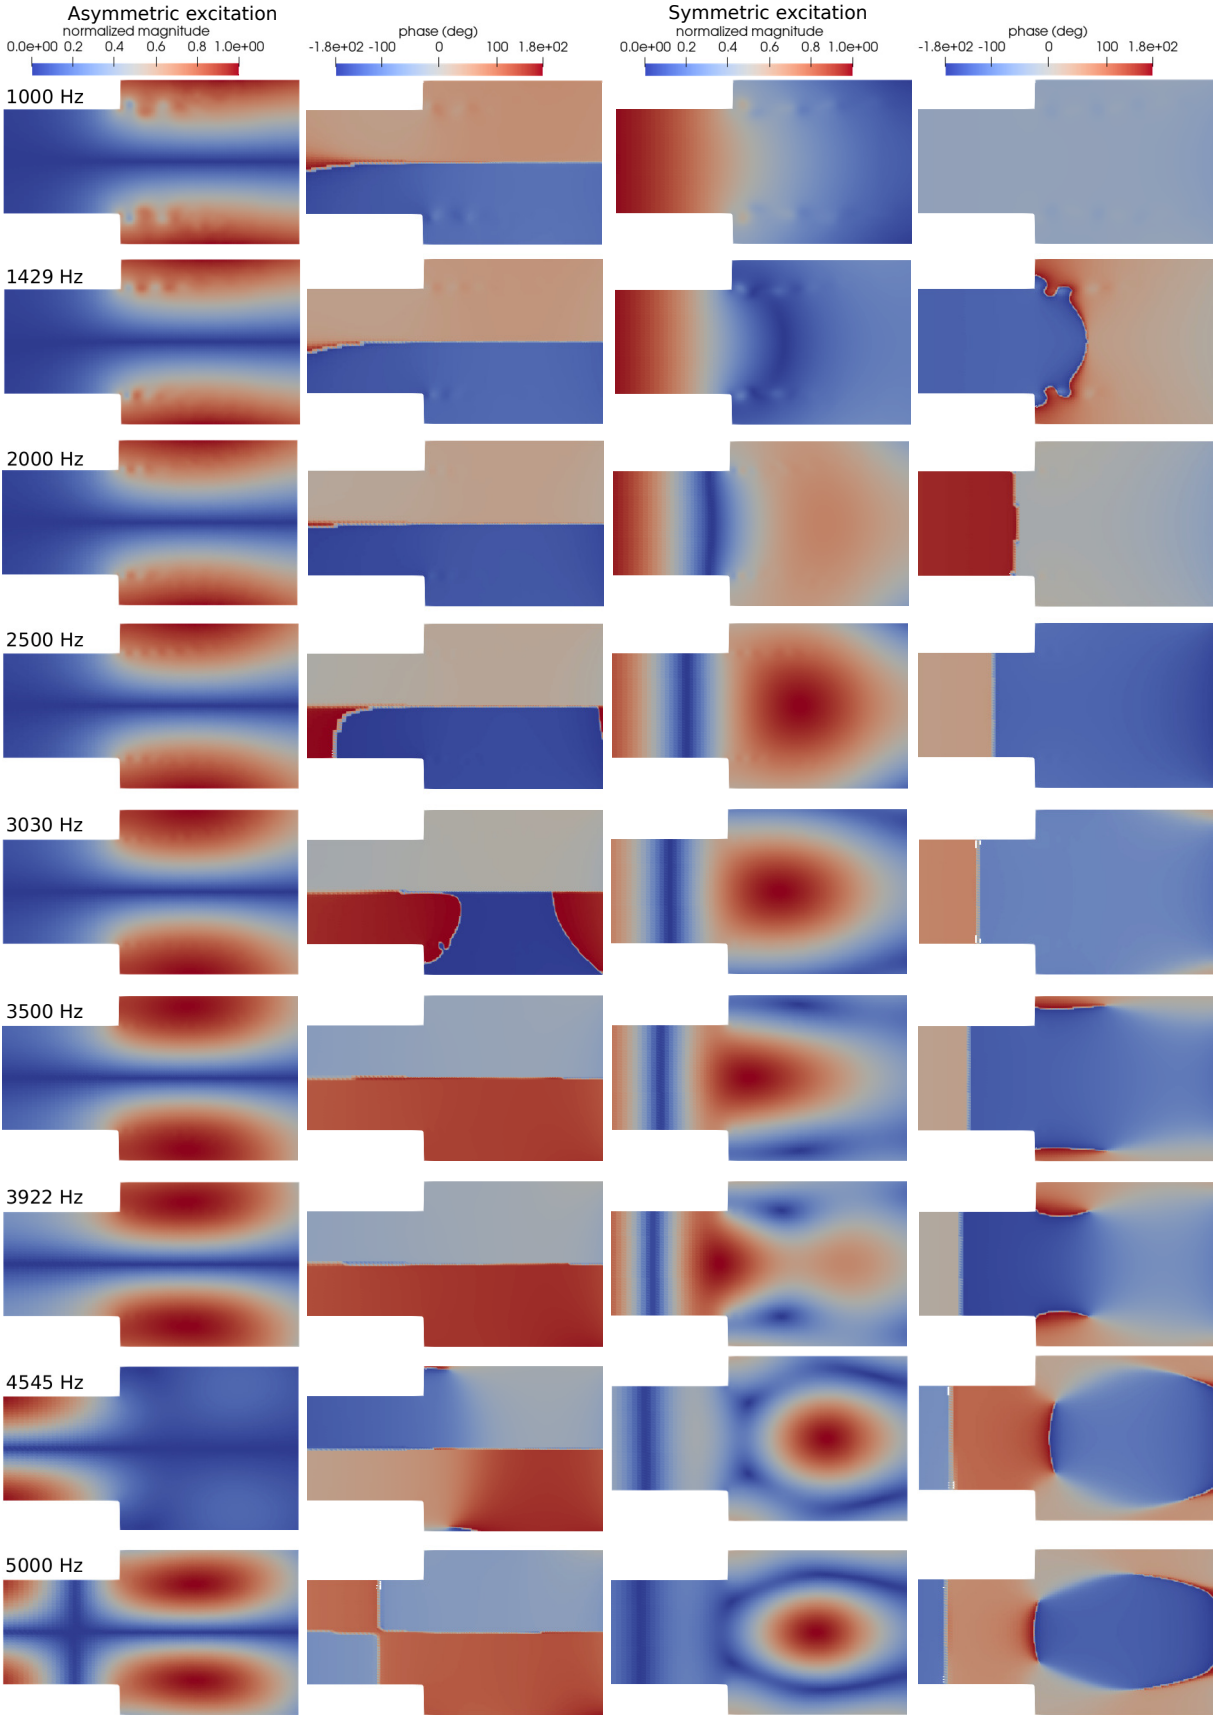 Asymmetric excitation
Symmetric excitation
normalized magnitude
phase (deg)
normalized magnitude
phase (deg)
0.0e+00 0.2 0.4 0.6 0.8 1.0e+00
-1.8e+02 -100 0 100 1.8e+02
0.0e+00 0.2 0.4 0.6 0.8 1.0e+00
-1.8e+02 -100 0 100 1.8e+02
1000 Hz
1429 Hz
2000 Hz
2500 Hz
3030 Hz
3500 Hz
3922 Hz
4545 Hz
5000 Hz